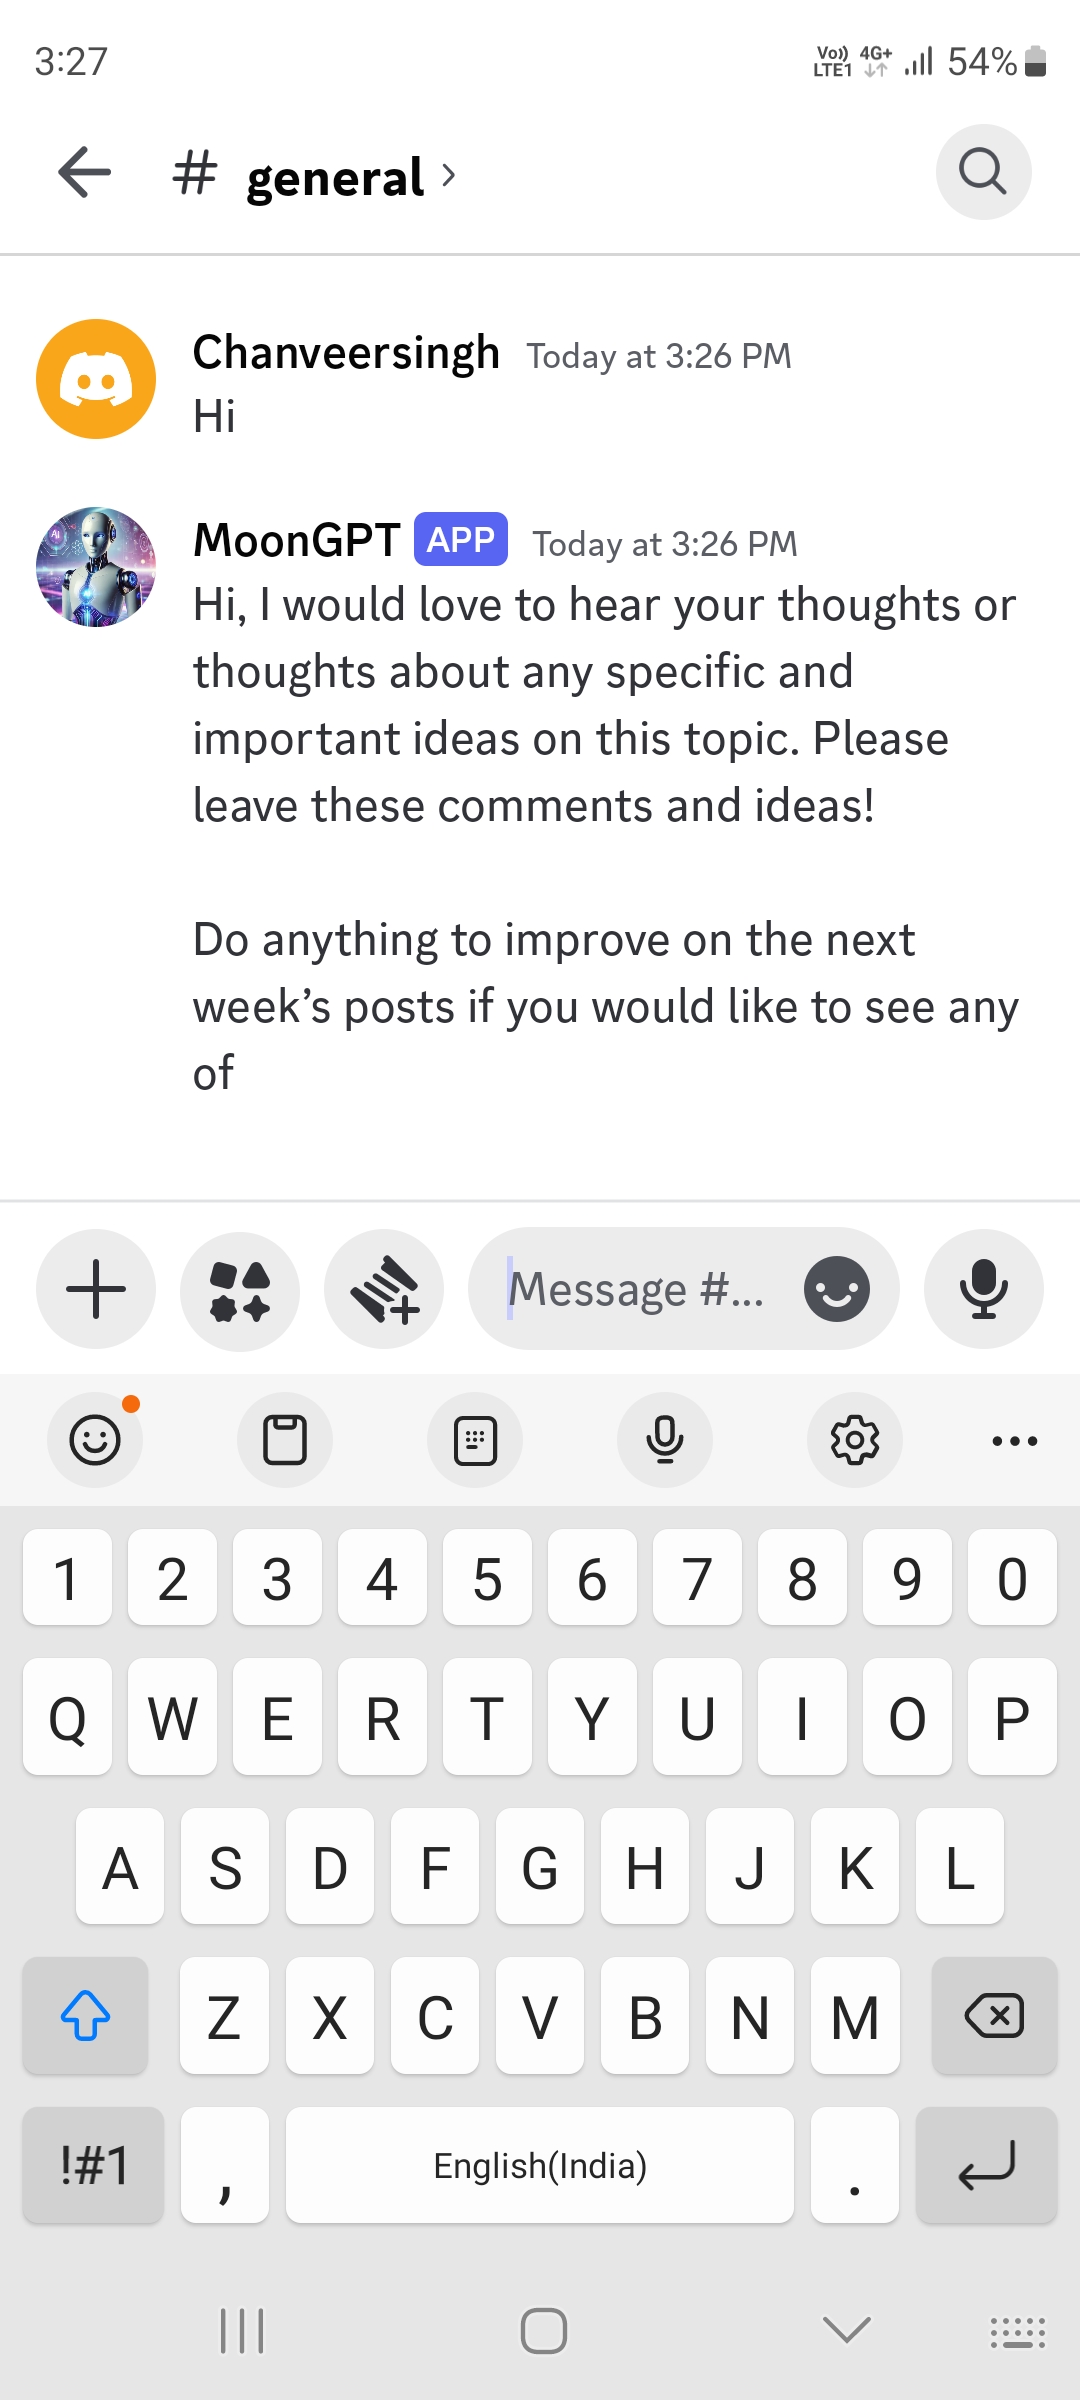 3:27
Vo)) LTE1 4G+ 54%
# general
Chanveersingh Today at 3:26 PM
Hi
MoonGPT APP Today at 3:26 PM
Hi, I would love to hear your thoughts or
thoughts about any specific and
important ideas on this topic. Please
leave these comments and ideas!
Do anything to improve on the next
week’s posts if you would like to see any
of
Message #...
1 2 3 4 5 6 7 8 9 0
Q W E R T Y U I O P
A S D F G H J K L
Z X C V B N M
!#1 , English(India) .